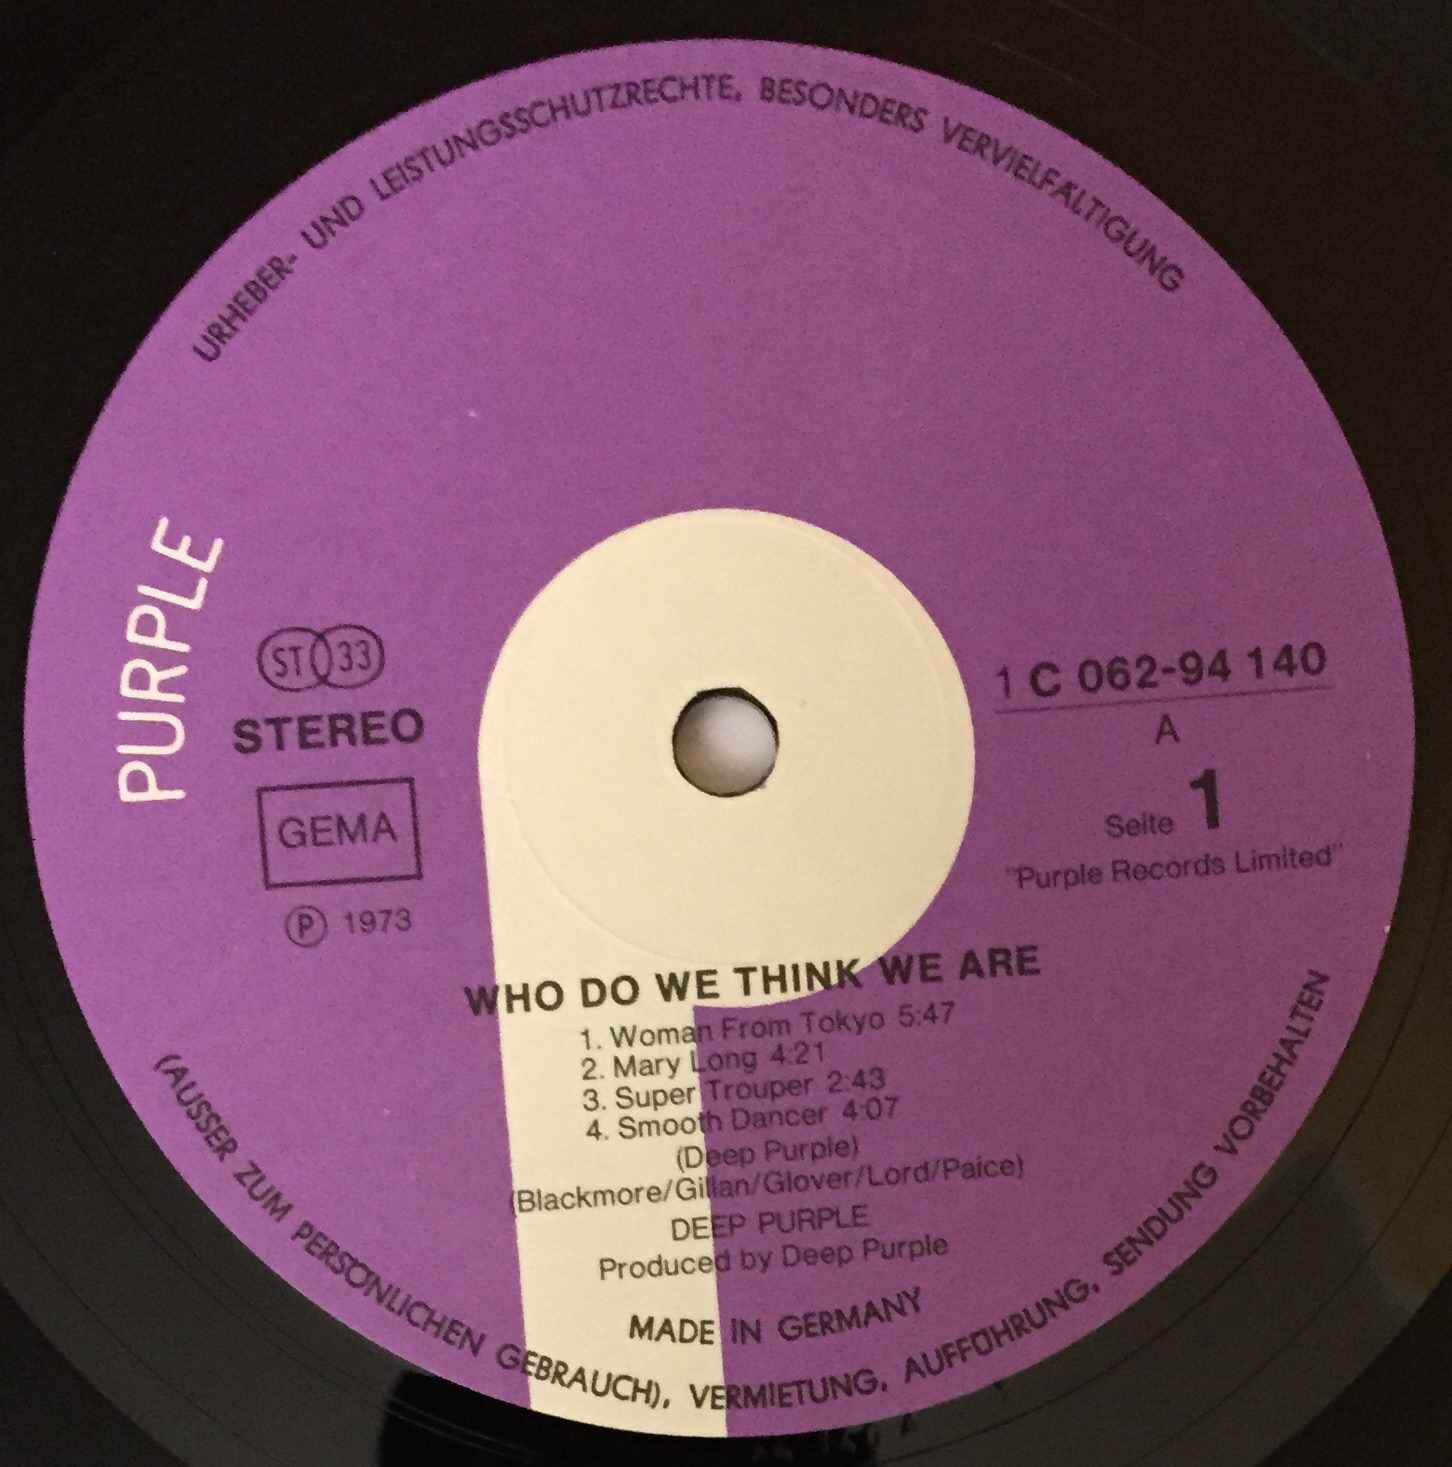 URHEBER- UND LEISTUNGSSCHUTZRECHTE, BESONDERS VERVIELFÄLTIGUNG
PURPLE
ST 33
STEREO
GEMA
Ⓟ 1973
1 C 062-94 140
A
Seite 1
"Purple Records Limited"
WHO DO WE THINK WE ARE
1. Woman From Tokyo 5:47
2. Mary Long 4:21
3. Super Trouper 2:43
4. Smooth Dancer 4:07
(Deep Purple)
(Blackmore/Gillan/Glover/Lord/Paice)
DEEP PURPLE
Produced by Deep Purple
MADE IN GERMANY
(AUSSER ZUM PERSÖNLICHEN GEBRAUCH), VERMIETUNG, AUFFÜHRUNG, SENDUNG VORBEHALTEN